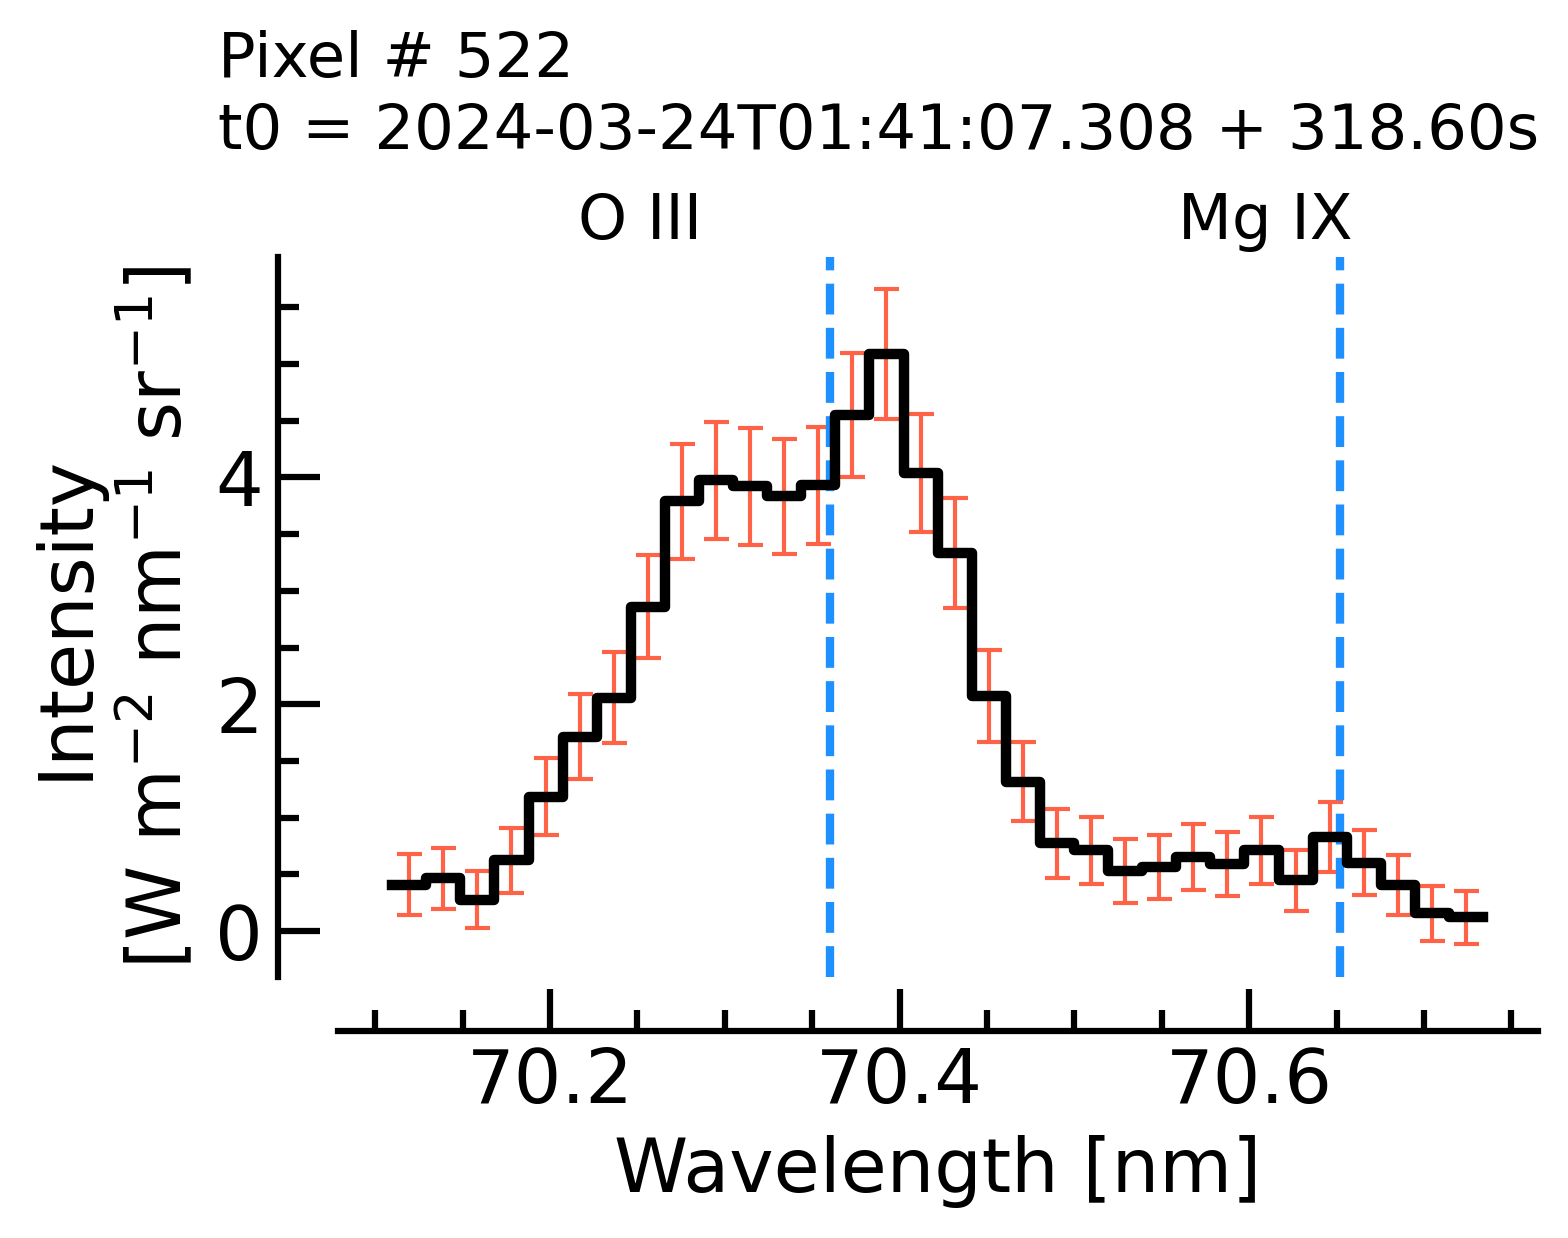 Pixel # 522
t0 = 2024-03-24T01:41:07.308 + 318.60s
O III Mg IX
Intensity
[W m⁻² nm⁻¹ sr⁻¹]
4
2
0
70.2 70.4 70.6
Wavelength [nm]